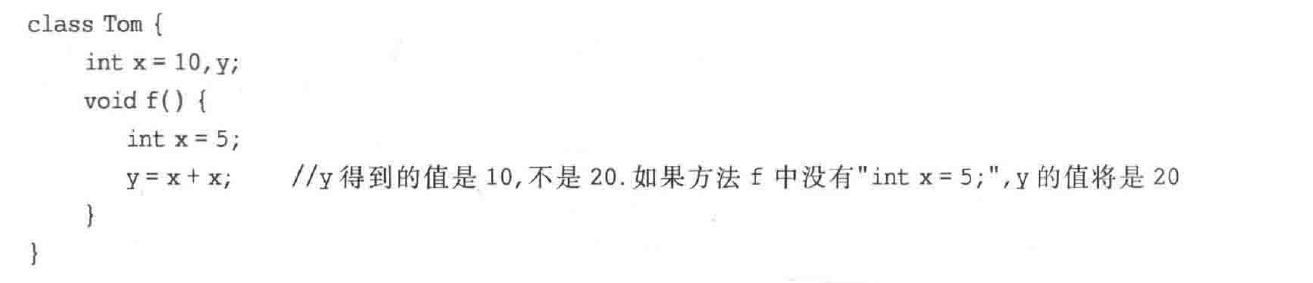 class Tom {
    int x = 10,y;
    void f() {
        int x = 5;
        y = x + x;    //y 得到的值是 10,不是 20.如果方法 f 中没有"int x = 5;",y 的值将是 20
    }
}